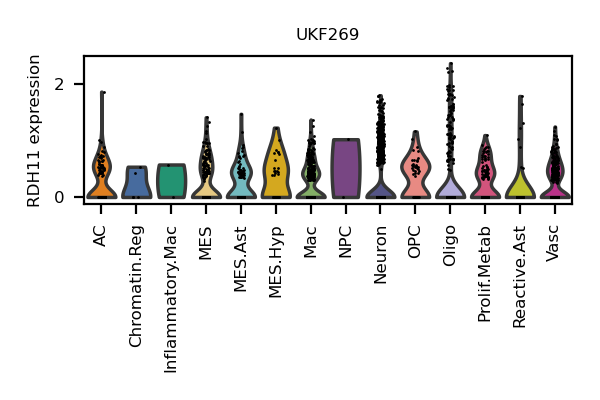 UKF269
RDH11 expression
2
0
AC
Chromatin.Reg
Inflammatory.Mac
MES
MES.Ast
MES.Hyp
Mac
NPC
Neuron
OPC
Oligo
Prolif.Metab
Reactive.Ast
Vasc